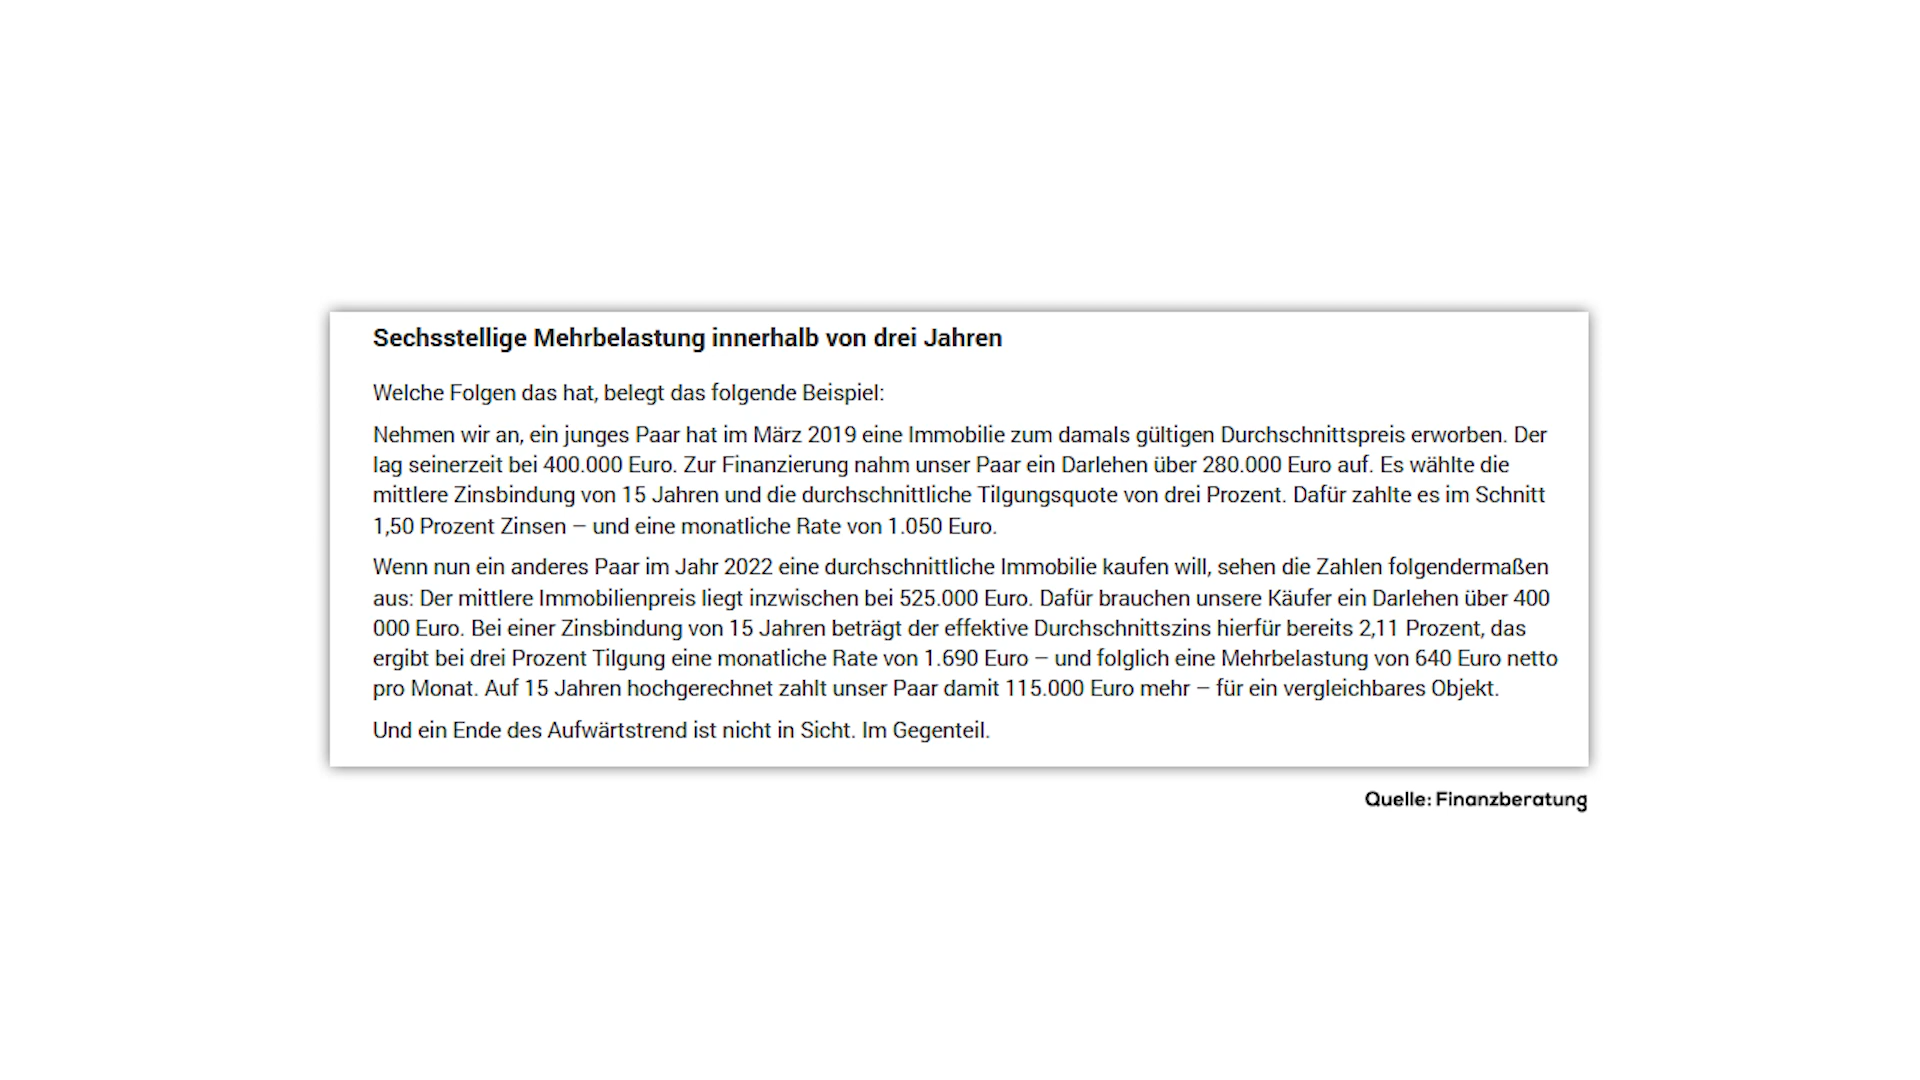 Sechsstellige Mehrbelastung innerhalb von drei Jahren
Welche Folgen das hat, belegt das folgende Beispiel:
Nehmen wir an, ein junges Paar hat im März 2019 eine Immobilie zum damals gültigen Durchschnittspreis erworben. Der
lag seinerzeit bei 400.000 Euro. Zur Finanzierung nahm unser Paar ein Darlehen über 280.000 Euro auf. Es wählte die
mittlere Zinsbindung von 15 Jahren und die durchschnittliche Tilgungsquote von drei Prozent. Dafür zahlte es im Schnitt
1,50 Prozent Zinsen – und eine monatliche Rate von 1.050 Euro.
Wenn nun ein anderes Paar im Jahr 2022 eine durchschnittliche Immobilie kaufen will, sehen die Zahlen folgendermaßen
aus: Der mittlere Immobilienpreis liegt inzwischen bei 525.000 Euro. Dafür brauchen unsere Käufer ein Darlehen über 400
000 Euro. Bei einer Zinsbindung von 15 Jahren beträgt der effektive Durchschnittszins hierfür bereits 2,11 Prozent, das
ergibt bei drei Prozent Tilgung eine monatliche Rate von 1.690 Euro – und folglich eine Mehrbelastung von 640 Euro netto
pro Monat. Auf 15 Jahren hochgerechnet zahlt unser Paar damit 115.000 Euro mehr – für ein vergleichbares Objekt.
Und ein Ende des Aufwärtstrend ist nicht in Sicht. Im Gegenteil.
Quelle: Finanzberatung